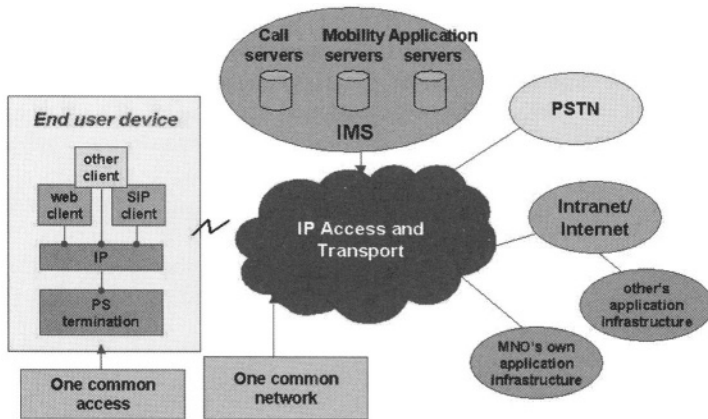 Call Mobility Application
servers servers servers
IMS
PSTN
End user device
other
client
web
client
SIP
client
IP
PS
termination
IP Access and
Transport
Intranet/
Internet
other's
application
infrastructure
MNO's own
application
infrastructure
One common
access
One common
network